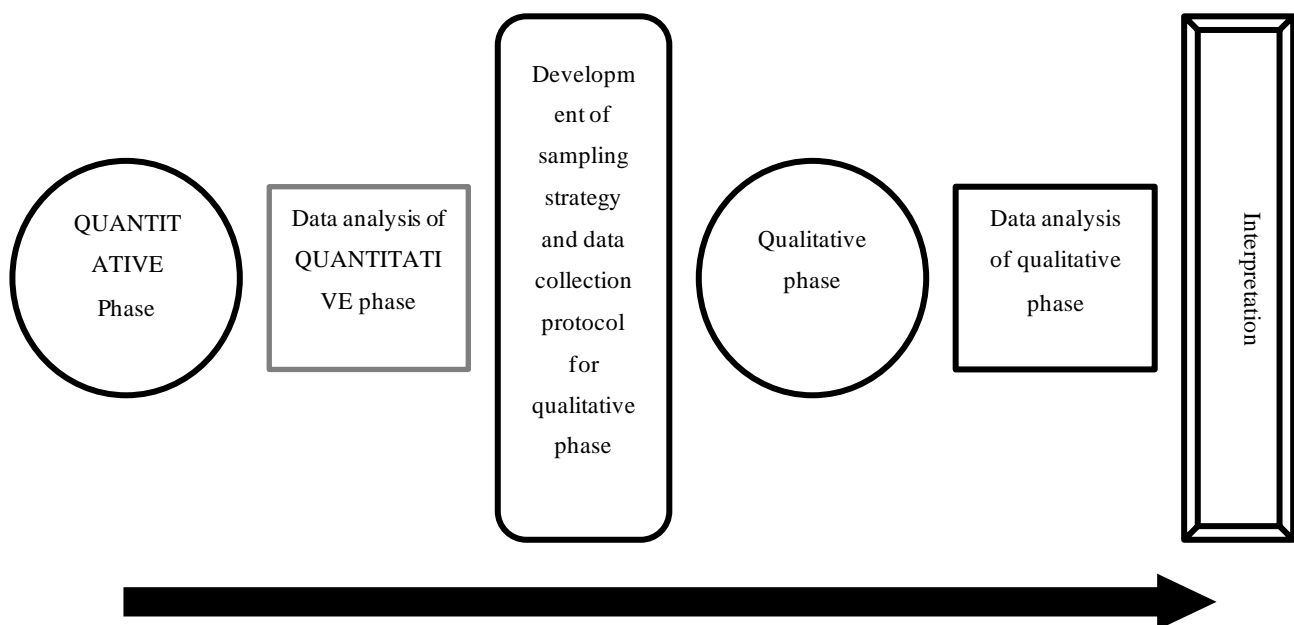 QUANTIT
ATIVE
Phase
Data analysis of
QUANTITATI
VE phase
Developm
ent of
sampling
strategy
and data
collection
protocol
for
qualitative
phase
Qualitative
phase
Data analysis
of qualitative
phase
Interpretation